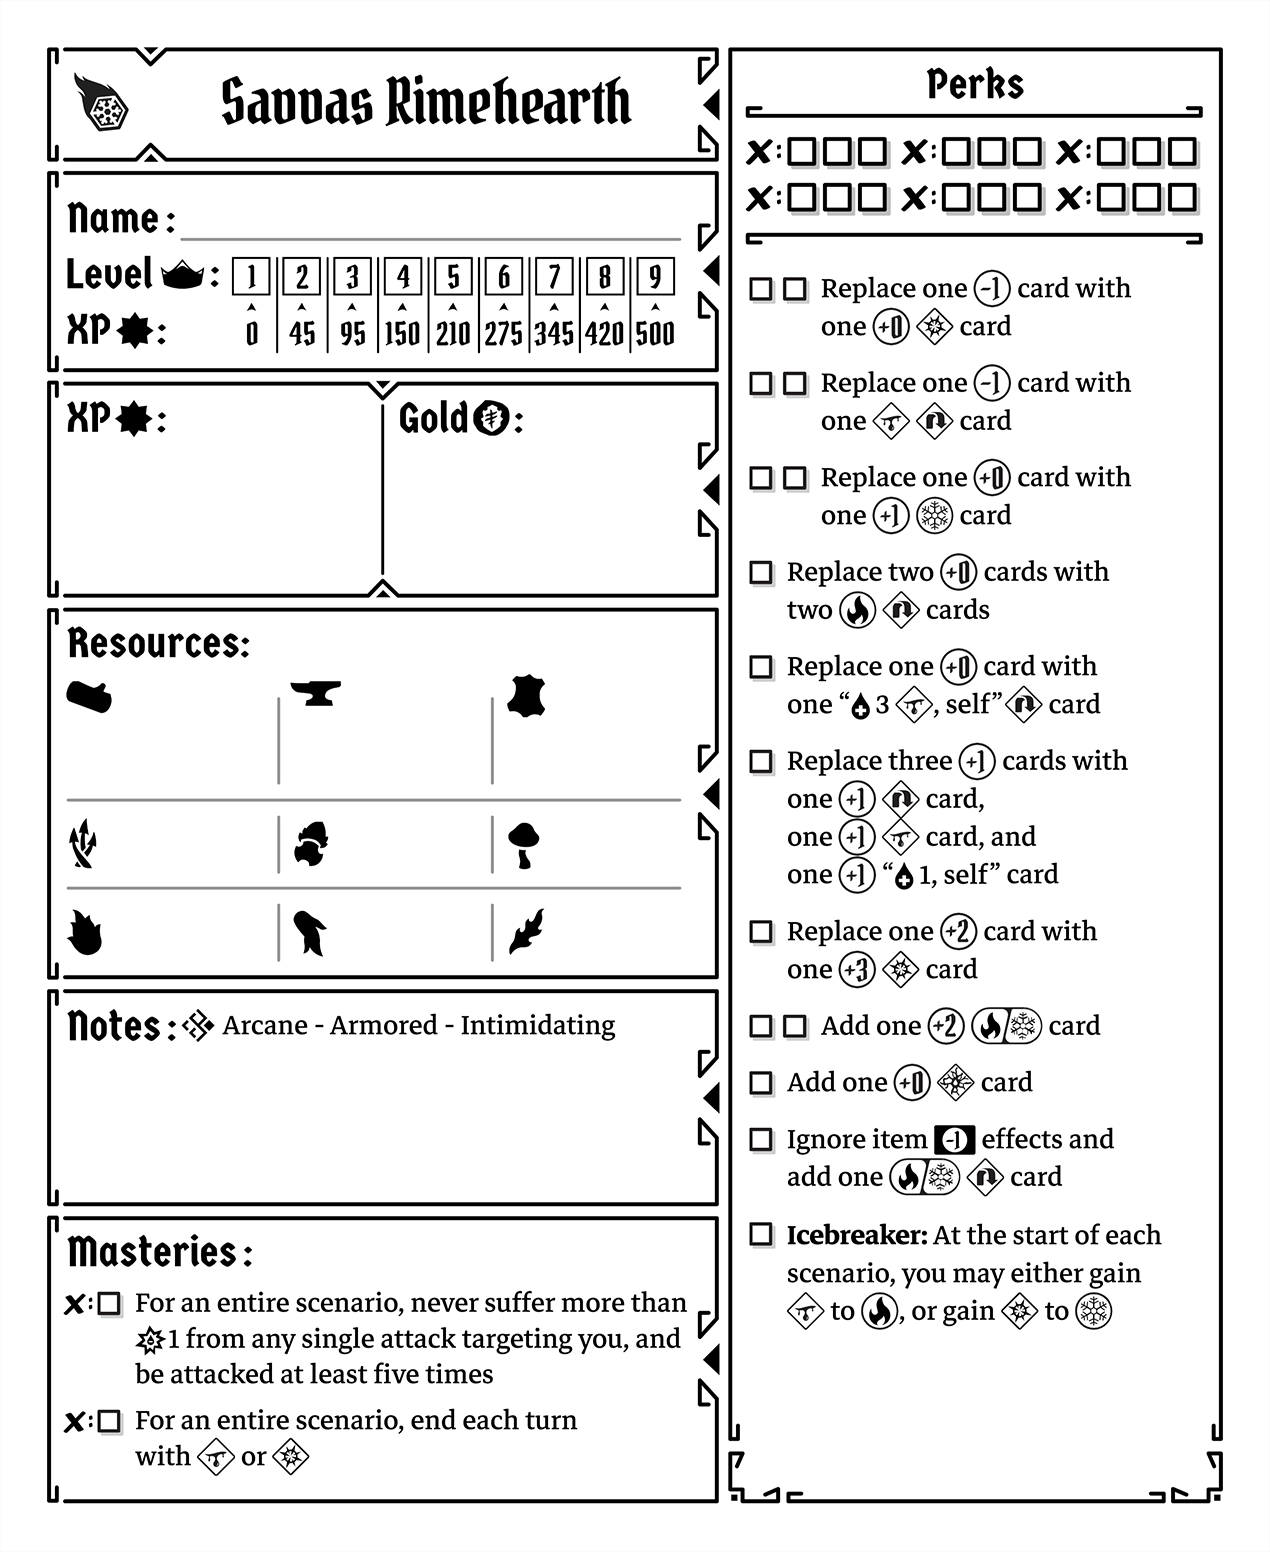 Savvas Rimehearth
Name:
Level :
1 2 3 4 5 6 7 8 9
XP :
0 45 95 150 210 275 345 420 500
XP :
Gold :
Resources:
Notes: Arcane - Armored - Intimidating
Masteries:
For an entire scenario, never suffer more than
1 from any single attack targeting you, and
be attacked at least five times
For an entire scenario, end each turn
with or
Perks
Replace one -1 card with
one +0 card
Replace one -1 card with
one card
Replace one +0 card with
one +1 card
Replace two +0 cards with
two cards
Replace one +0 card with
one “ 3 , self” card
Replace three +1 cards with
one +1 card,
one +1 card, and
one +1 “ 1, self” card
Replace one +2 card with
one +3 card
Add one +2 card
Add one +0 card
Ignore item -1 effects and
add one card
Icebreaker: At the start of each
scenario, you may either gain
to , or gain to